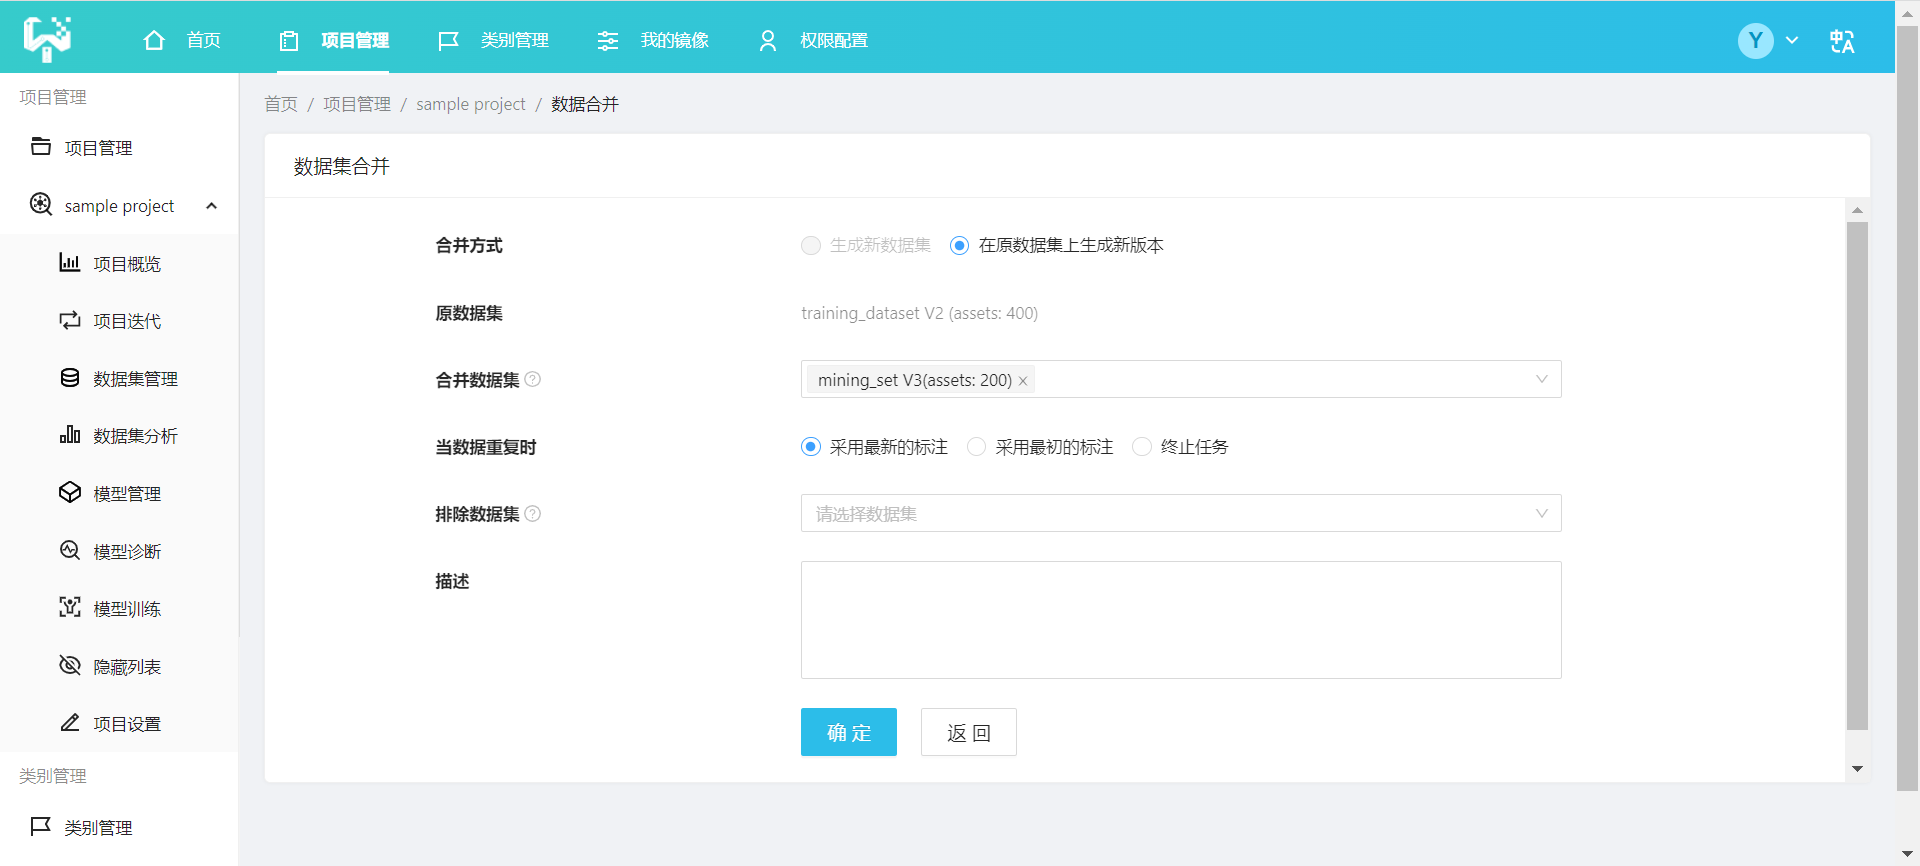 首页
项目管理
类别管理
我的镜像
权限配置
Y
中A
项目管理
项目管理
sample project
项目概览
项目迭代
数据集管理
数据集分析
模型管理
模型诊断
模型训练
隐藏列表
项目设置
类别管理
类别管理
首页 / 项目管理 / sample project / 数据合并
数据集合并
合并方式
生成新数据集
在原数据集上生成新版本
原数据集
training_dataset V2 (assets: 400)
合并数据集 ?
mining_set V3(assets: 200) ×
当数据重复时
采用最新的标注
采用最初的标注
终止任务
排除数据集 ?
请选择数据集
描述
确 定
返 回